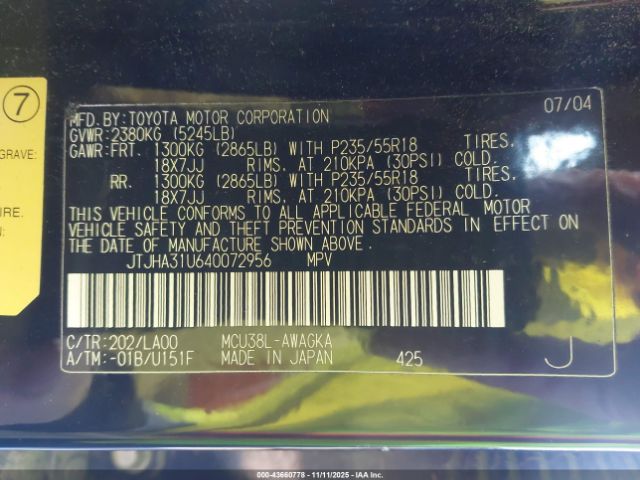 7
GRAVE:
URE.
E
MFD. BY: TOYOTA MOTOR CORPORATION 07/04
GVWR: 2380KG (5245LB)
GAWR: FRT. 1300KG (2865LB) WITH P235/55R18 TIRES,
18X7JJ RIMS, AT 210KPA (30PSI) COLD.
RR. 1300KG (2865LB) WITH P235/55R18 TIRES,
18X7JJ RIMS, AT 210KPA (30PSI) COLD.
THIS VEHICLE CONFORMS TO ALL APPLICABLE FEDERAL MOTOR
VEHICLE SAFETY AND THEFT PREVENTION STANDARDS IN EFFECT ON
THE DATE OF MANUFACTURE SHOWN ABOVE.
JTJHA31U640072956 MPV
C/TR: 202/LA00 MCU38L-AWAGKA
A/TM: -01B/U151F MADE IN JAPAN 425 J
000-43660778 - 11/11/2025 - IAA Corp.